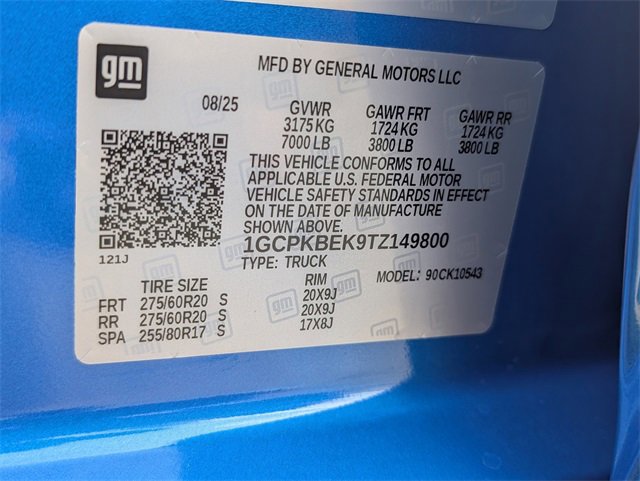 gm
MFD BY GENERAL MOTORS LLC
08/25 GVWR GAWR FRT GAWR RR
3175 KG 1724 KG 1724 KG
7000 LB 3800 LB 3800 LB
THIS VEHICLE CONFORMS TO ALL
APPLICABLE U.S. FEDERAL MOTOR
VEHICLE SAFETY STANDARDS IN EFFECT
ON THE DATE OF MANUFACTURE
SHOWN ABOVE.
1GCPKBEK9TZ149800
121J
TYPE: TRUCK MODEL: 90CK10543
TIRE SIZE RIM
FRT 275/60R20 S 20X9J
RR 275/60R20 S 20X9J
SPA 255/80R17 S 17X8J